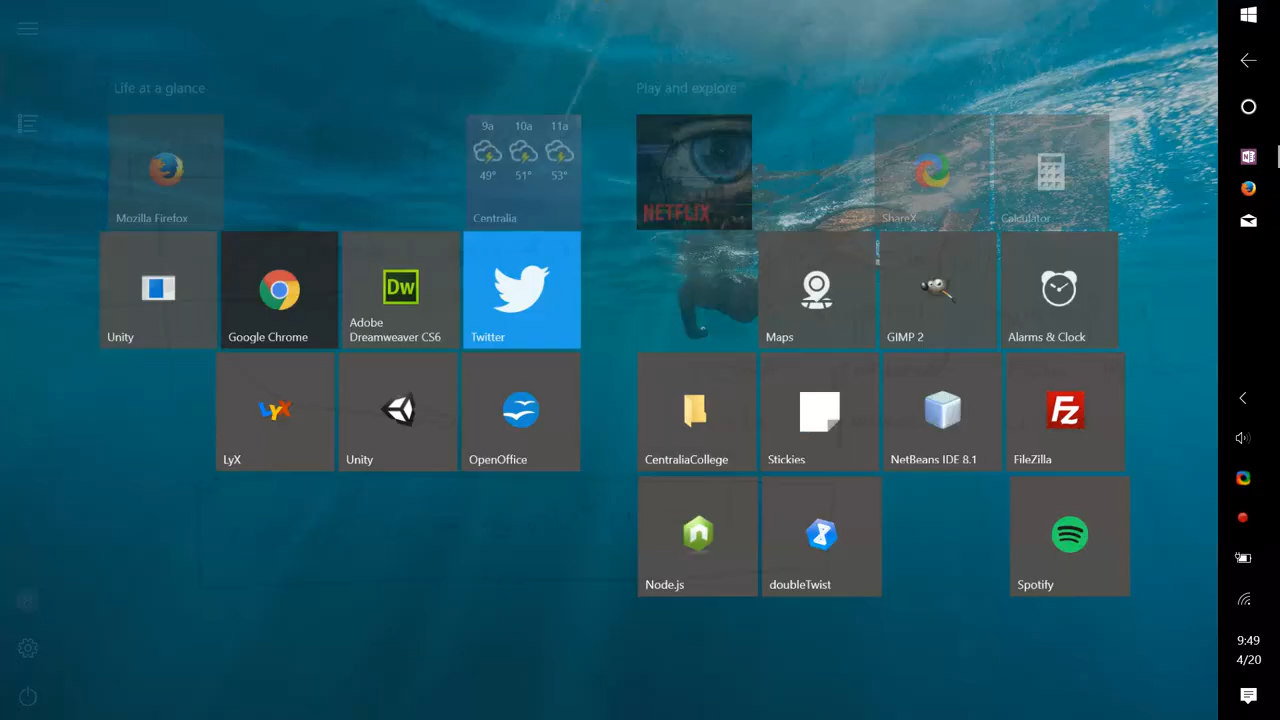 Life at a glance
Play and explore
9a 10a 11a
49° 51° 53°
Mozilla Firefox
Centralia
NETFLIX
ShareX
Calculator
Unity
Google Chrome
Adobe
Dreamweaver CS6
Dw
Twitter
Maps
GIMP 2
Alarms & Clock
LyX
LyX
Unity
OpenOffice
CentraliaCollege
Stickies
NetBeans IDE 8.1
Fz
FileZilla
Node.js
doubleTwist
Spotify
9:49
4/20